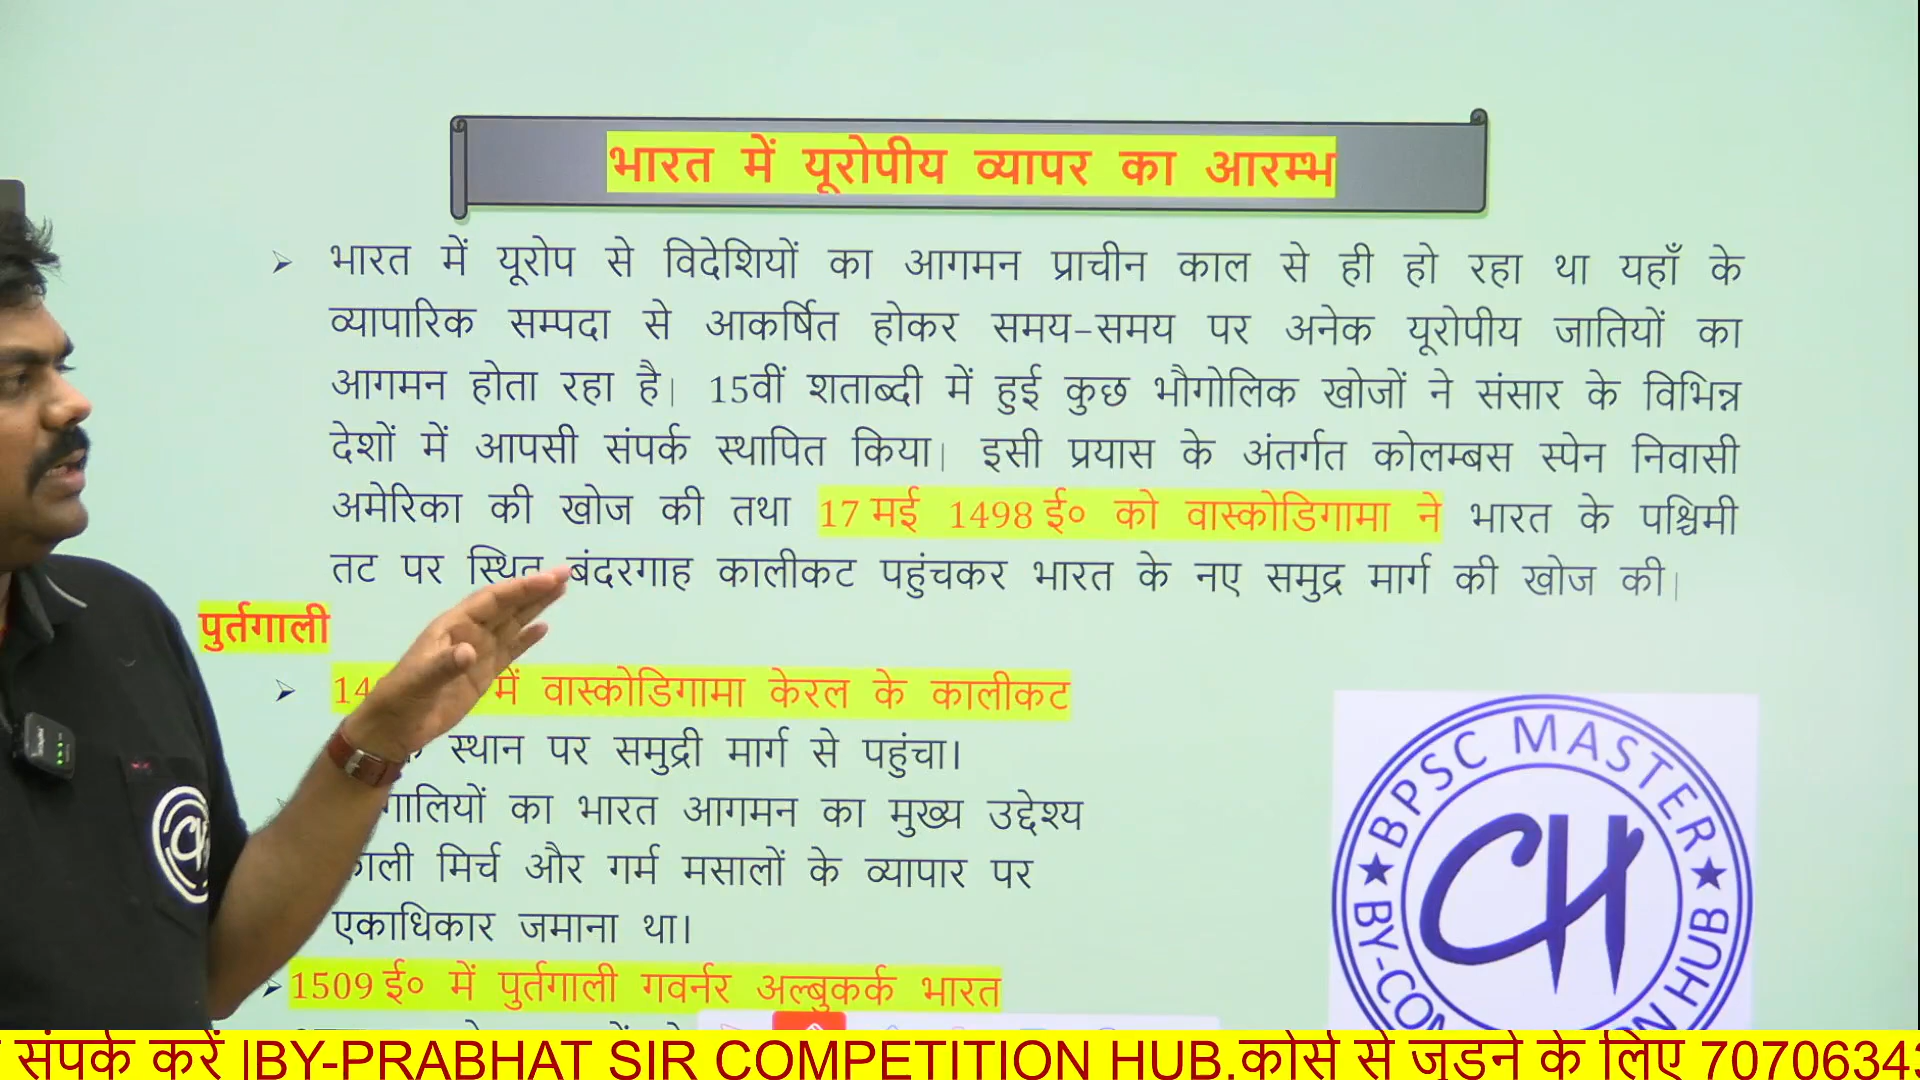 भारत में यूरोपीय व्यापर का आरम्भ
भारत में यूरोप से विदेशियों का आगमन प्राचीन काल से ही हो रहा था यहाँ के
व्यापारिक सम्पदा से आकर्षित होकर समय-समय पर अनेक यूरोपीय जातियों का
आगमन होता रहा है। 15वीं शताब्दी में हुई कुछ भौगोलिक खोजों ने संसार के विभिन्न
देशों में आपसी संपर्क स्थापित किया। इसी प्रयास के अंतर्गत कोलम्बस स्पेन निवासी
अमेरिका की खोज की तथा 17 मई 1498 ई० को वास्कोडिगामा ने भारत के पश्चिमी
तट पर स्थित बंदरगाह कालीकट पहुंचकर भारत के नए समुद्र मार्ग की खोज की।
पुर्तगाली
में वास्कोडिगामा केरल के कालीकट
स्थान पर समुद्री मार्ग से पहुंचा।
का भारत आगमन का मुख्य उद्देश्य
मिर्च और गर्म मसालों के व्यापार पर
एकाधिकार जमाना था।
1509 ई० में पुर्तगाली गवर्नर अल्बुकर्क भारत
BPSC MASTER
CH
HUB
संपर्क करें |BY-PRABHAT SIR COMPETITION HUB.कोर्स से जुडने के लिए 7070634